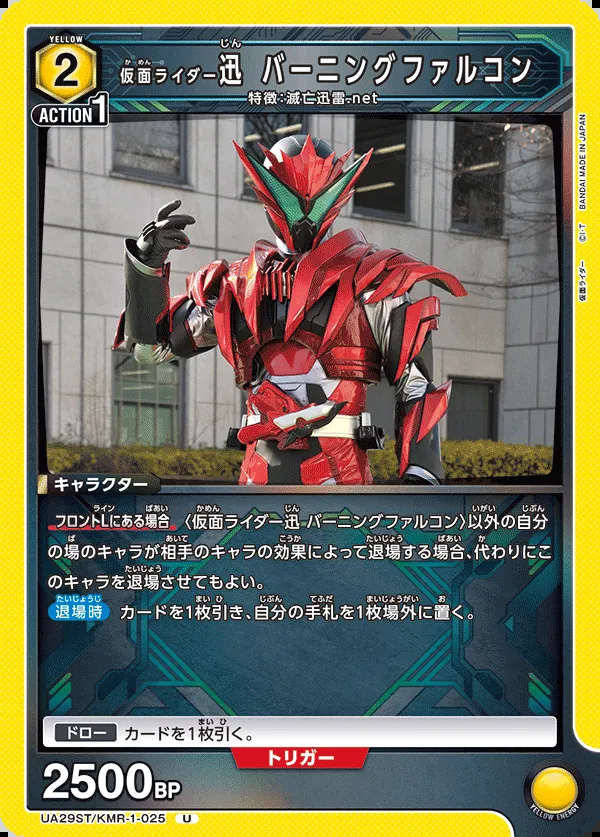 YELLOW
2
ACTION1
仮面ライダー迅 バーニングファルコン
特徴:滅亡迅雷.net
キャラクター
フロントLにある場合 〈仮面ライダー迅 バーニングファルコン〉以外の自分
の場のキャラが相手のキャラの効果によって退場する場合、代わりにこ
のキャラを退場させてもよい。
退場時 カードを1枚引き、自分の手札を1枚場外に置く。
ドロー カードを1枚引く。
トリガー
2500BP
YELLOW ENERGY
UA29ST/KMR-1-025 U
仮面ライダー ©I・T BANDAI MADE IN JAPAN